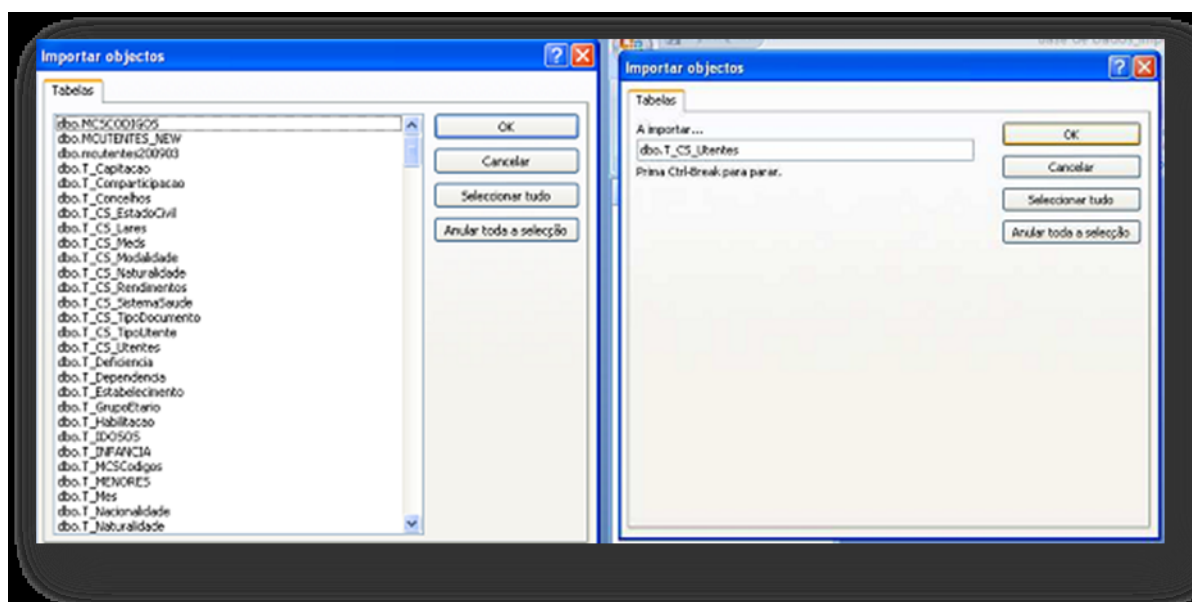 Importar objectos
Tabelas
dbo.MCSCODIGOS
dbo.MCUTENTES_NEW
dbo.mcutentes200903
dbo.T_Capitacao
dbo.T_Comparticipacao
dbo.T_Concelhos
dbo.T_CS_EstadoCivil
dbo.T_CS_Lares
dbo.T_CS_Meds
dbo.T_CS_Modalidade
dbo.T_CS_Naturalidade
dbo.T_CS_Rendimentos
dbo.T_CS_SistemaSaude
dbo.T_CS_TipoDocumento
dbo.T_CS_TipoUtente
dbo.T_CS_Utentes
dbo.T_Deficiencia
dbo.T_Dependencia
dbo.T_Estabelecimento
dbo.T_GrupoEtario
dbo.T_Habilitacao
dbo.T_IDOSOS
dbo.T_INFANCIA
dbo.T_MCSCodigos
dbo.T_MENORES
dbo.T_Mes
dbo.T_Nacionalidade
dbo.T_Naturalidade
OK
Cancelar
Seleccionar tudo
Anular toda a selecção
Importar objectos
Tabelas
A importar...
dbo.T_CS_Utentes
Prima Ctrl-Break para parar.
OK
Cancelar
Seleccionar tudo
Anular toda a selecção